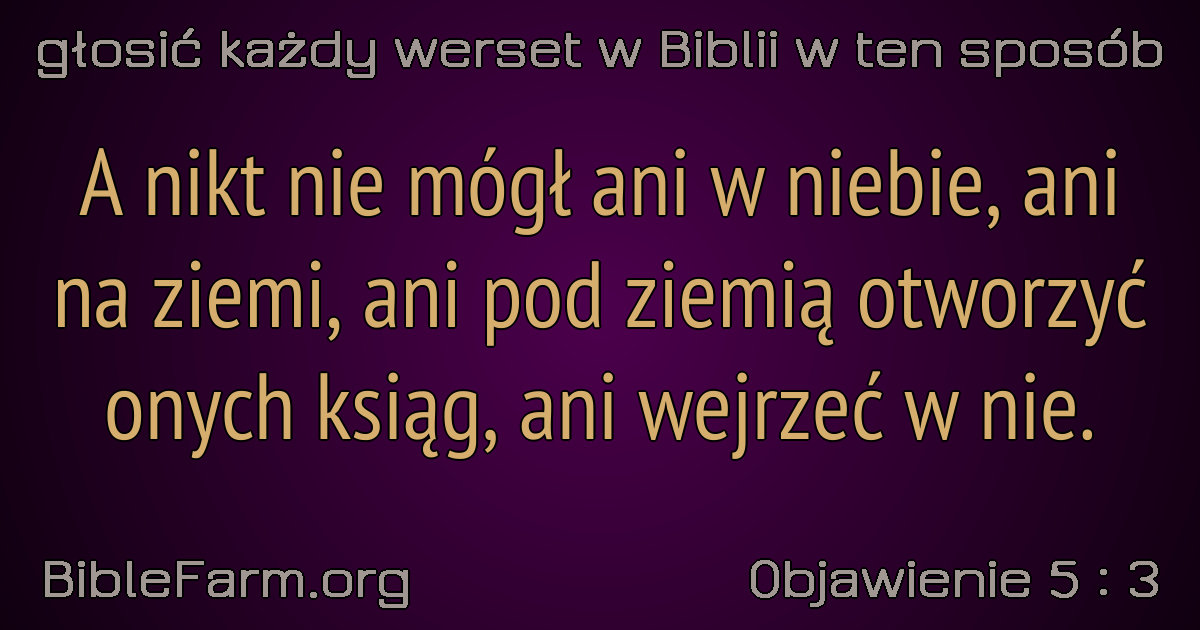 głosić każdy werset w Biblii w ten sposób
A nikt nie mógł ani w niebie, ani
na ziemi, ani pod ziemią otworzyć
onych ksiąg, ani wejrzeć w nie.
BibleFarm.org
Objawienie 5 : 3